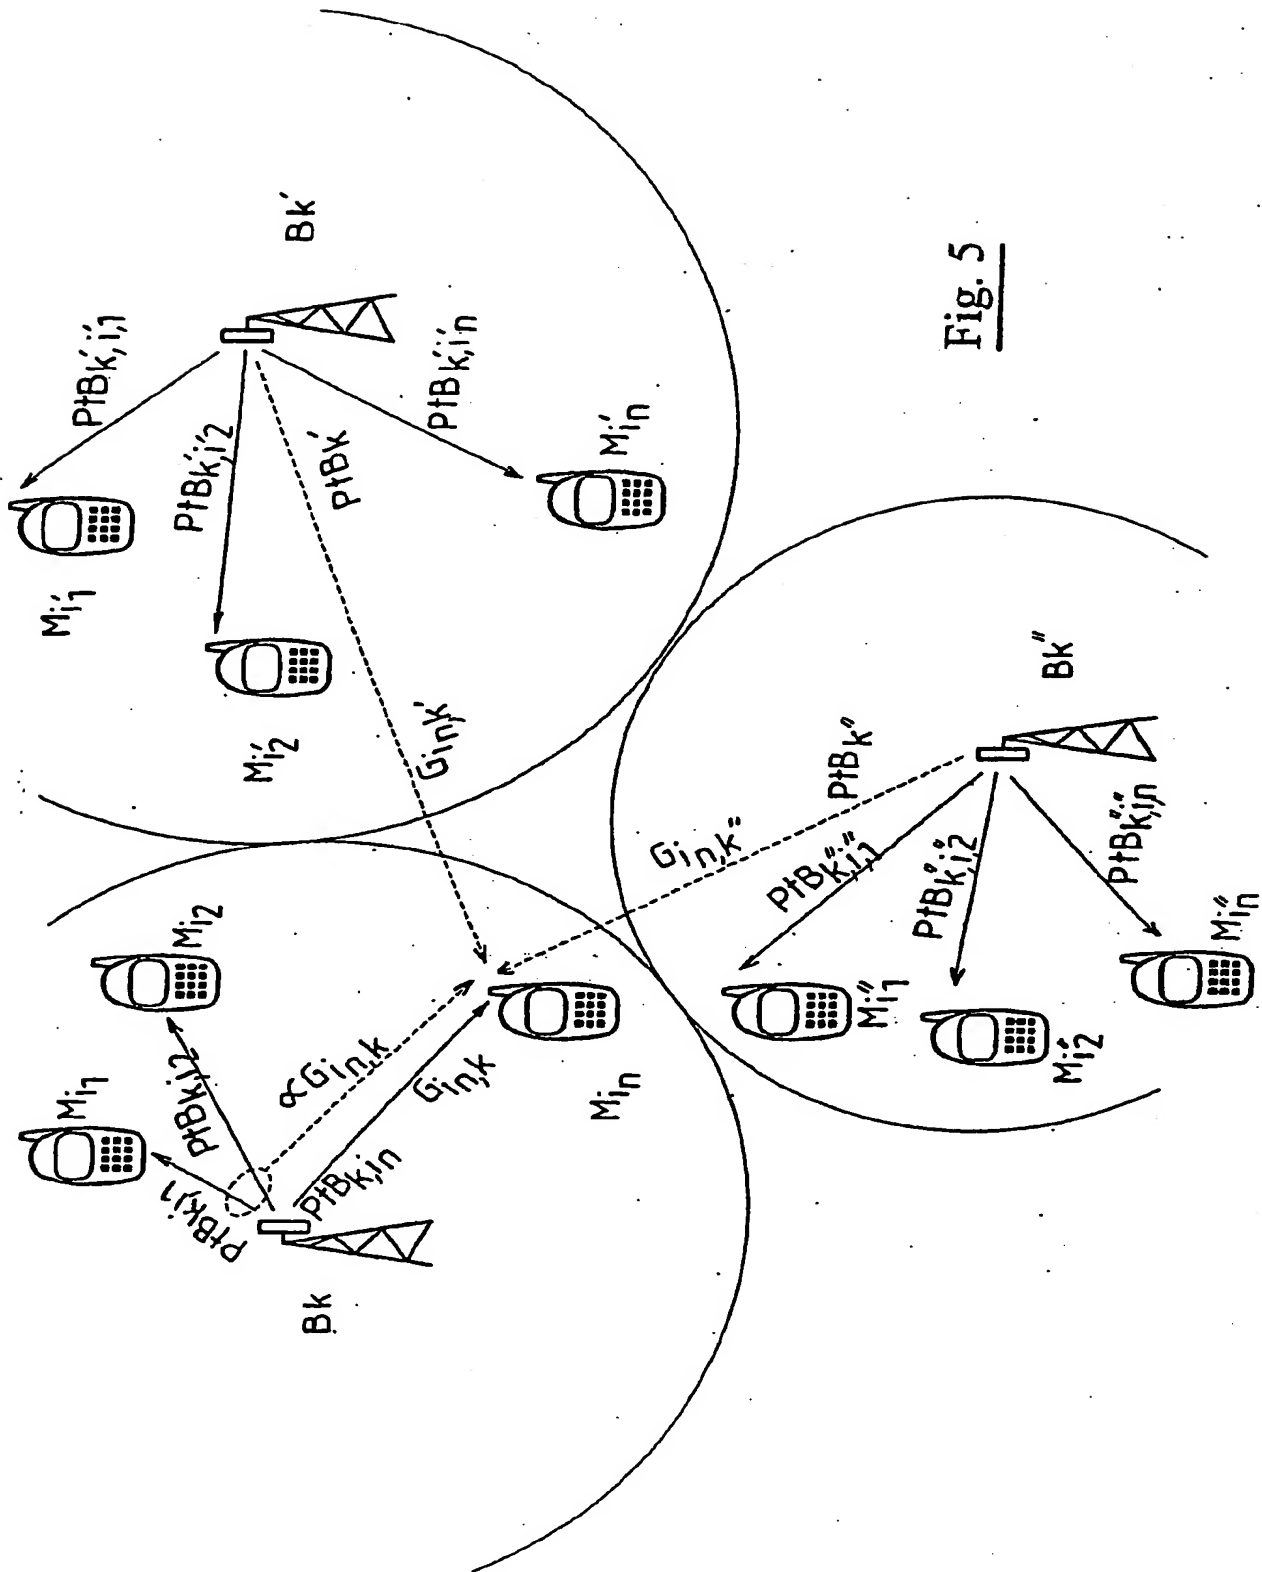 Bk
PtBk,i1
PtBk,i2
PtBk,in
Mi1
Mi2
∝Gin,k
Gin,k
Min
Bk'
PtBk',i',1
PtBk',i'2
PtBk'
PtBk',i'n
Mi'1
Mi'2
Mi'n
Gin,k'
Bk"
PtBk"
Gin,k"
PtBk",i",1
PtBk",i",2
PtBk",i",n
Mi"1
Mi'2
Mi"n
Fig. 5